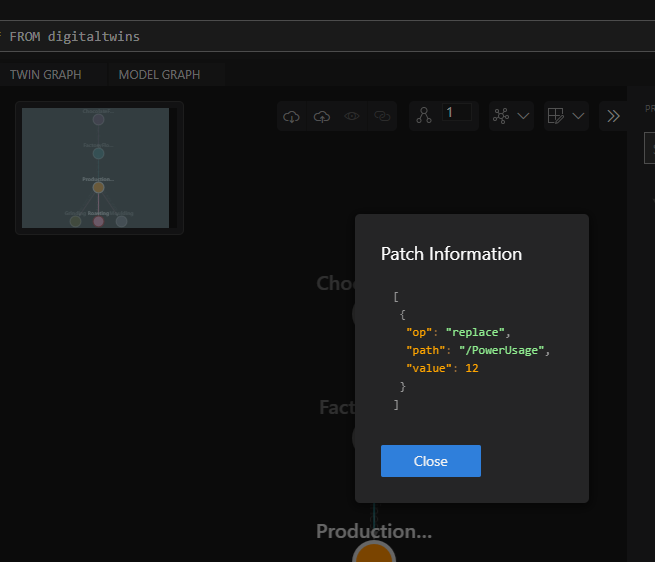 * FROM digitaltwins
TWIN GRAPH
MODEL GRAPH
1
Production...
Patch Information
[
{
"op": "replace",
"path": "/PowerUsage",
"value": 12
}
]
Close
Choc
Fact
Production...